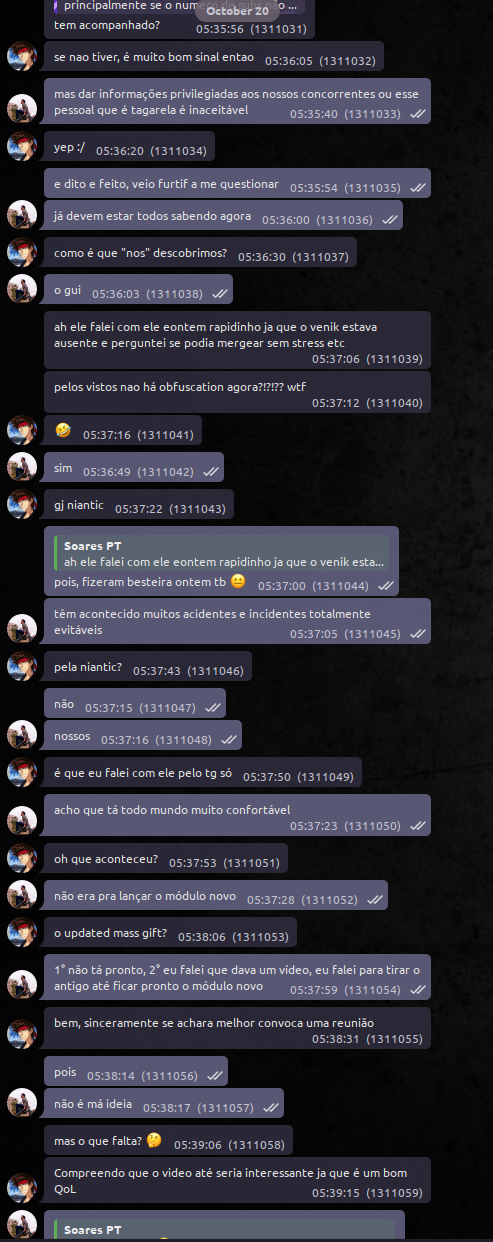 principalmente se o numero da subs não ...
October 20
tem acompanhado? 05:35:56 (1311031)
se nao tiver, é muito bom sinal entao 05:36:05 (1311032)
mas dar informações privilegiadas aos nossos concorrentes ou esse
pessoal que é tagarela é inaceitável 05:35:40 (1311033)
yep :/ 05:36:20 (1311034)
e dito e feito, veio furtif a me questionar 05:35:54 (1311035)
já devem estar todos sabendo agora 05:36:00 (1311036)
como é que "nos" descobrimos? 05:36:30 (1311037)
o gui 05:36:03 (1311038)
ah ele falei com ele eontem rapidinho ja que o venik estava
ausente e perguntei se podia mergear sem stress etc
05:37:06 (1311039)
pelos vistos nao há obfuscation agora?!?!?? wtf
05:37:12 (1311040)
🤣 05:37:16 (1311041)
sim 05:36:49 (1311042)
gj niantic 05:37:22 (1311043)
Soares PT
ah ele falei com ele eontem rapidinho ja que o venik esta...
pois, fizeram besteira ontem tb 😐 05:37:00 (1311044)
têm acontecido muitos acidentes e incidentes totalmente
evitáveis 05:37:05 (1311045)
pela niantic? 05:37:43 (1311046)
não 05:37:15 (1311047)
nossos 05:37:16 (1311048)
é que eu falei com ele pelo tg só 05:37:50 (1311049)
acho que tá todo mundo muito confortável
05:37:23 (1311050)
oh que aconteceu? 05:37:53 (1311051)
não era pra lançar o módulo novo 05:37:28 (1311052)
o updated mass gift? 05:38:06 (1311053)
1° não tá pronto, 2° eu falei que dava um video, eu falei para tirar o
antigo até ficar pronto o módulo novo 05:37:59 (1311054)
bem, sinceramente se achara melhor convoca uma reunião
05:38:31 (1311055)
pois 05:38:14 (1311056)
não é má ideia 05:38:17 (1311057)
mas o que falta? 🤔 05:39:06 (1311058)
Compreendo que o video até seria interessante ja que é um bom
QoL 05:39:15 (1311059)
Soares PT